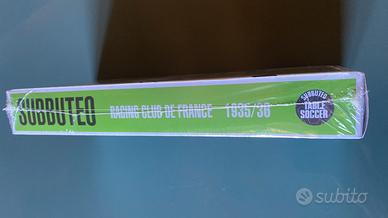 SUBBUTEO
RACING CLUB DE FRANCE 1935/36
SUBBUTEO
TABLE
SOCCER
subito